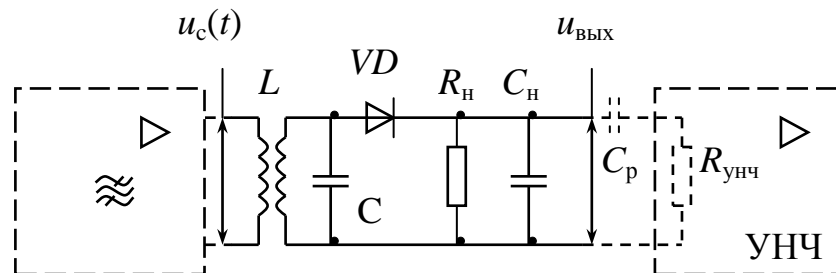 u_c(t)
u_вых
L
VD
R_н
C_н
C
C_р
R_унч
УНЧ